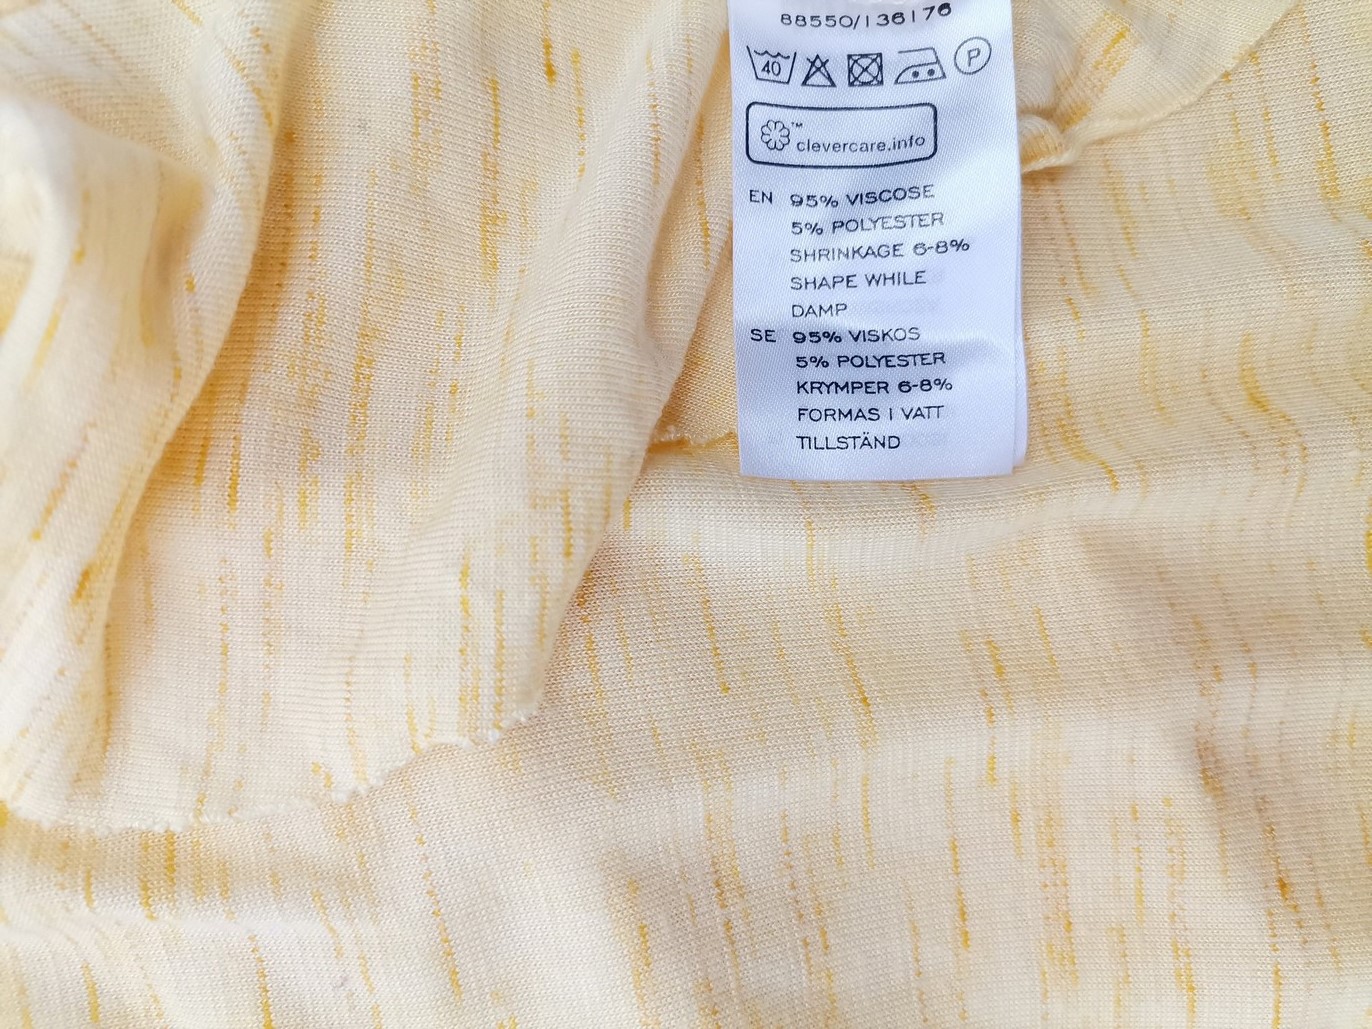 88550/136176
40
P
™
clevercare.info
EN 95% VISCOSE
5% POLYESTER
SHRINKAGE 6-8%
SHAPE WHILE
DAMP
SE 95% VISKOS
5% POLYESTER
KRYMPER 6-8%
FORMAS I VATT
TILLSTÄND